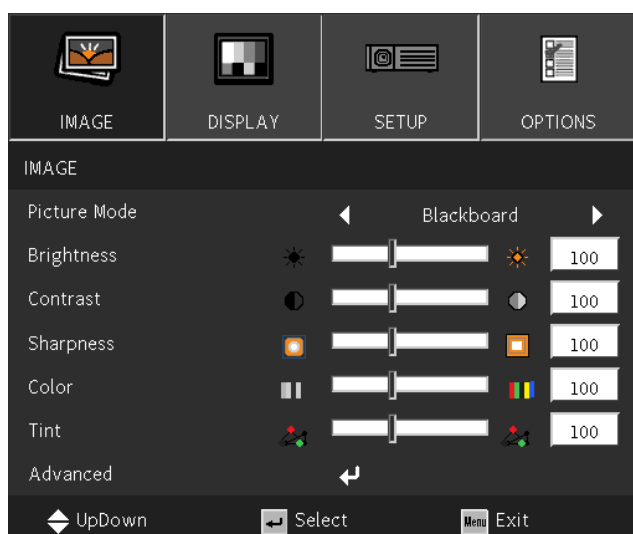 IMAGE DISPLAY SETUP OPTIONS
IMAGE
Picture Mode Blackboard
Brightness 100
Contrast 100
Sharpness 100
Color 100
Tint 100
Advanced
UpDown Select Menu Exit